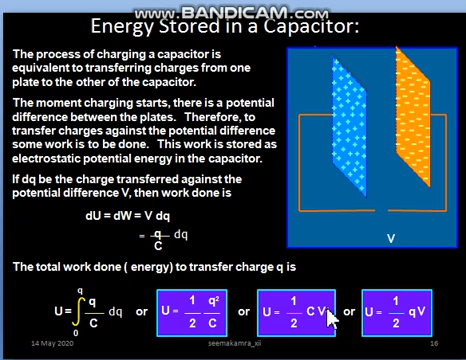 www.BANDICAM.com
Energy Stored in a Capacitor:
The process of charging a capacitor is
equivalent to transferring charges from one
plate to the other of the capacitor.
The moment charging starts, there is a potential
difference between the plates. Therefore, to
transfer charges against the potential difference
some work is to be done. This work is stored as
electrostatic potential energy in the capacitor.
If dq be the charge transferred against the
potential difference V, then work done is
dU = dW = V dq
= q/C dq
V
The total work done ( energy) to transfer charge q is
U = ∫₀^q q/C dq or U = 1/2 q²/C or U = 1/2 C V or U = 1/2 qV
14 May 2020 seemakamra_xii 16